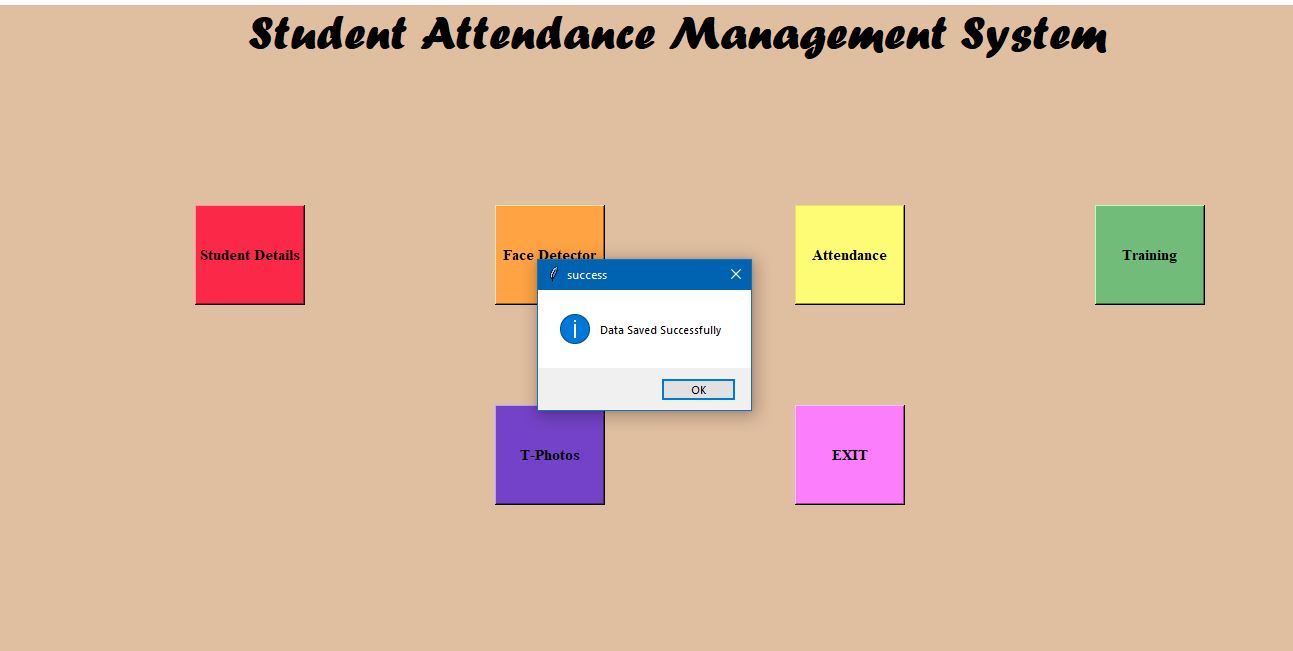 Student Attendance Management System
Student Details
Face Detector
Attendance
Training
success
Data Saved Successfully
OK
T-Photos
EXIT